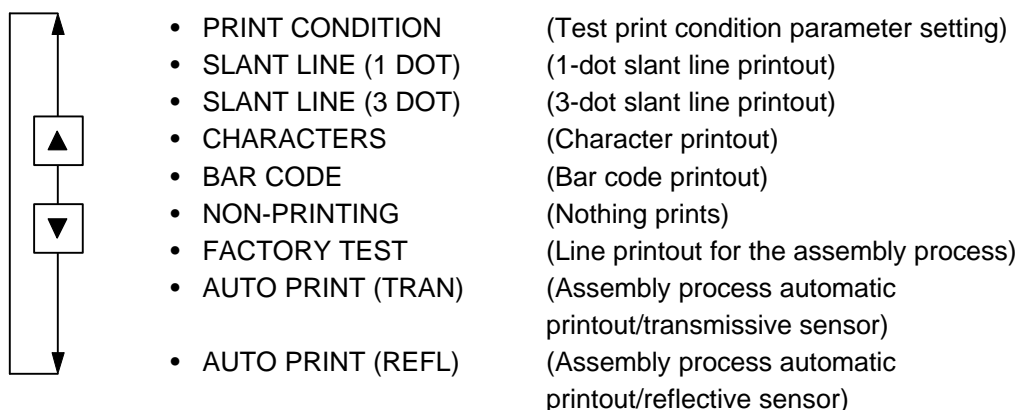 • PRINT CONDITION (Test print condition parameter setting)
• SLANT LINE (1 DOT) (1-dot slant line printout)
• SLANT LINE (3 DOT) (3-dot slant line printout)
• CHARACTERS (Character printout)
• BAR CODE (Bar code printout)
• NON-PRINTING (Nothing prints)
• FACTORY TEST (Line printout for the assembly process)
• AUTO PRINT (TRAN) (Assembly process automatic
printout/transmissive sensor)
• AUTO PRINT (REFL) (Assembly process automatic
printout/reflective sensor)